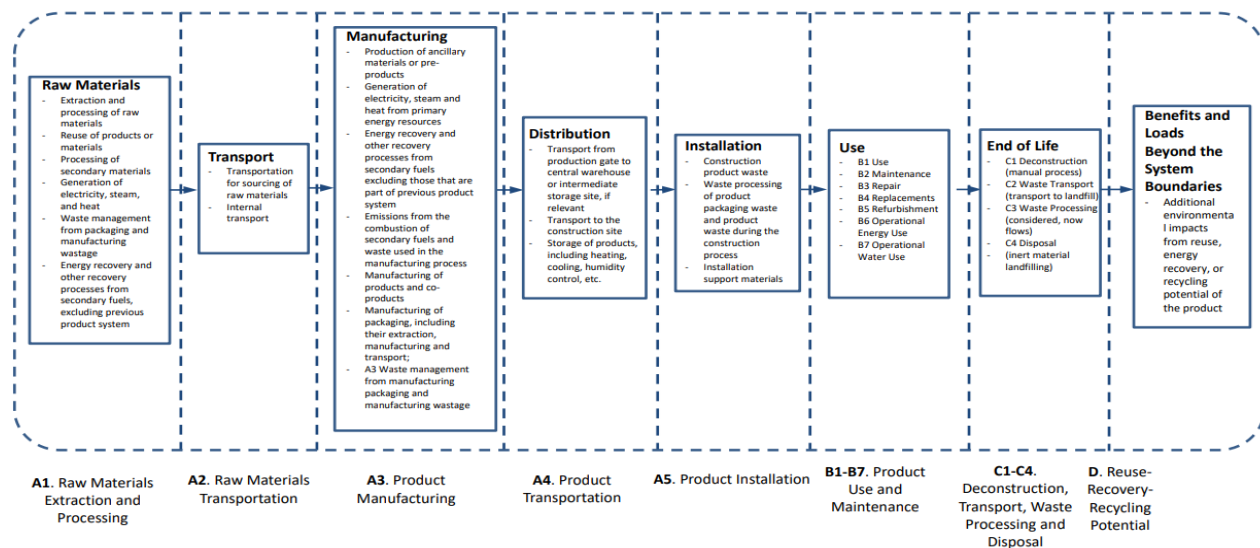 Raw Materials
- Extraction and
processing of raw
materials
- Reuse of products or
materials
- Processing of
secondary materials
- Generation of
electricity, steam,
and heat
- Waste management
from packaging and
manufacturing
wastage
- Energy recovery and
other recovery
processes from
secondary fuels,
excluding previous
product system
Transport
- Transportation
for sourcing of
raw materials
- Internal
transport
Manufacturing
- Production of ancillary
materials or pre-
products
- Generation of
electricity, steam and
heat from primary
energy resources
- Energy recovery and
other recovery
processes from
secondary fuels
excluding those that are
part of previous product
system
- Emissions from the
combustion of
secondary fuels and
waste used in the
manufacturing process
- Manufacturing of
products and co-
products
- Manufacturing of
packaging, including
their extraction,
manufacturing and
transport;
- A3 Waste management
from manufacturing
packaging and
manufacturing wastage
Distribution
- Transport from
production gate to
central warehouse
or intermediate
storage site, if
relevant
- Transport to the
construction site
- Storage of products,
including heating,
cooling, humidity
control, etc.
Installation
- Construction
product waste
- Waste processing
of product
packaging waste
and product
waste during the
construction
process
- Installation
support materials
Use
- B1 Use
- B2 Maintenance
- B3 Repair
- B4 Replacements
- B5 Refurbishment
- B6 Operational
Energy Use
- B7 Operational
Water Use
End of Life
- C1 Deconstruction
(manual process)
- C2 Waste Transport
(transport to landfill)
- C3 Waste Processing
(considered, now
flows)
- C4 Disposal
- (inert material
landfilling)
Benefits and
Loads
Beyond the
System
Boundaries
- Additional
environmenta
l impacts
from reuse,
energy
recovery, or
recycling
potential of
the product
A1. Raw Materials
Extraction and
Processing
A2. Raw Materials
Transportation
A3. Product
Manufacturing
A4. Product
Transportation
A5. Product Installation
B1-B7. Product
Use and
Maintenance
C1-C4.
Deconstruction,
Transport, Waste
Processing and
Disposal
D. Reuse-
Recovery-
Recycling
Potential